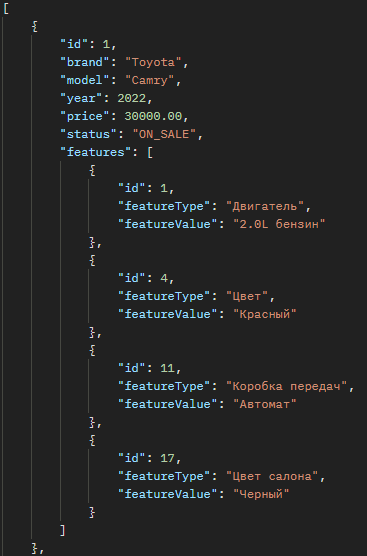 [
    {
        "id": 1,
        "brand": "Toyota",
        "model": "Camry",
        "year": 2022,
        "price": 30000.00,
        "status": "ON_SALE",
        "features": [
            {
                "id": 1,
                "featureType": "Двигатель",
                "featureValue": "2.0L бензин"
            },
            {
                "id": 4,
                "featureType": "Цвет",
                "featureValue": "Красный"
            },
            {
                "id": 11,
                "featureType": "Коробка передач",
                "featureValue": "Автомат"
            },
            {
                "id": 17,
                "featureType": "Цвет салона",
                "featureValue": "Черный"
            }
        ]
    },